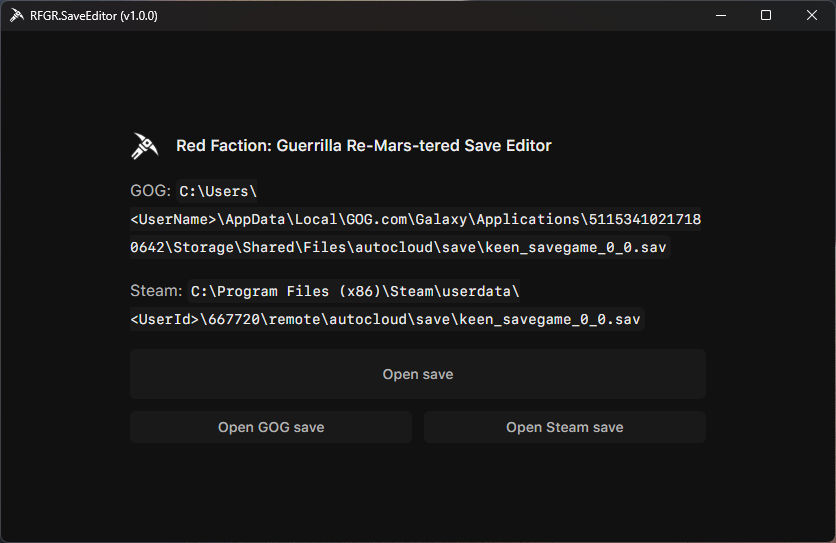 RFGR.SaveEditor (v1.0.0)
Red Faction: Guerrilla Re-Mars-tered Save Editor
GOG: C:\Users\
<UserName>\AppData\Local\GOG.com\Galaxy\Applications\5115341021718
0642\Storage\Shared\Files\autocloud\save\keen_savegame_0_0.sav
Steam: C:\Program Files (x86)\Steam\userdata\
<UserId>\667720\remote\autocloud\save\keen_savegame_0_0.sav
Open save
Open GOG save
Open Steam save